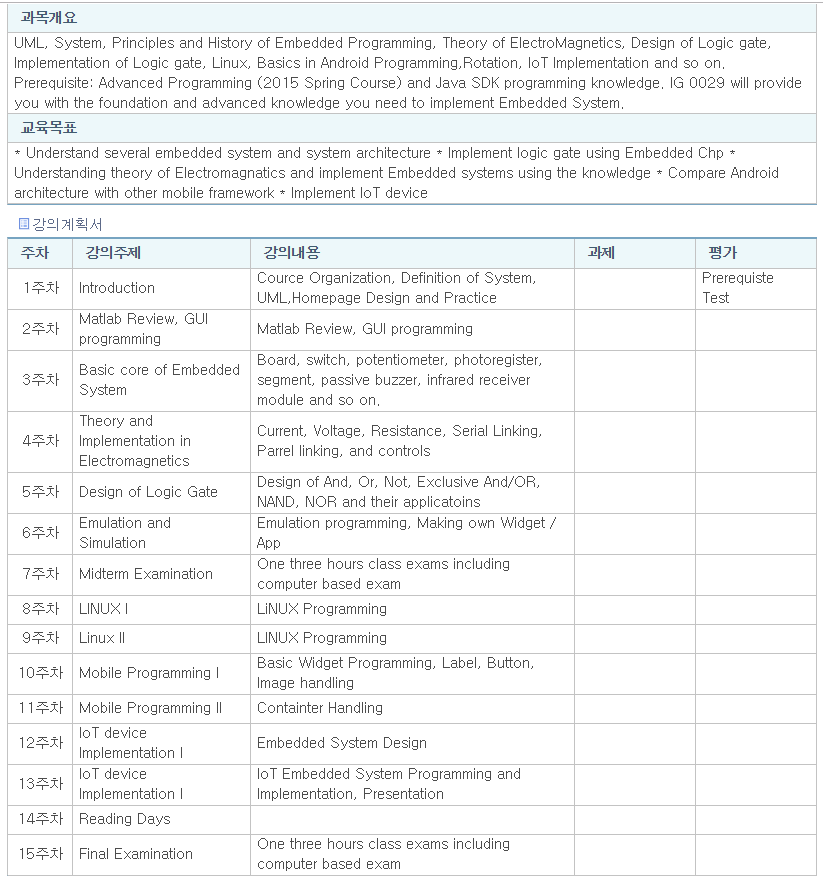 과목개요
UML, System, Principles and History of Embedded Programming, Theory of ElectroMagnetics, Design of Logic gate,
Implementation of Logic gate, Linux, Basics in Android Programming,Rotation, IoT Implementation and so on.
Prerequisite: Advanced Programming (2015 Spring Course) and Java SDK programming knowledge. IG 0029 will provide
you with the foundation and advanced knowledge you need to implement Embedded System.
교육목표
* Understand several embedded system and system architecture * Implement logic gate using Embedded Chp *
Understanding theory of Electromagnatics and implement Embedded systems using the knowledge * Compare Android
architecture with other mobile framework * Implement IoT device
강의계획서
주차 강의주제 강의내용 과제 평가
1주차 Introduction
Cource Organization, Definition of System,
UML,Homepage Design and Practice
Prerequiste
Test
2주차
Matlab Review, GUI
programming
Matlab Review, GUI programming
3주차
Basic core of Embedded
System
Board, switch, potentiometer, photoregister,
segment, passive buzzer, infrared receiver
module and so on.
4주차
Theory and
Implementation in
Electromagnetics
Current, Voltage, Resistance, Serial Linking,
Parrel linking, and controls
5주차 Design of Logic Gate
Design of And, Or, Not, Exclusive And/OR,
NAND, NOR and their applicatoins
6주차
Emulation and
Simulation
Emulation programming, Making own Widget /
App
7주차 Midterm Examination
One three hours class exams including
computer based exam
8주차 LINUX I LiNUX Programming
9주차 Linux II LINUX Programming
10주차 Mobile Programming I
Basic Widget Programming, Label, Button,
Image handling
11주차 Mobile Programming II Containter Handling
12주차
IoT device
Implementation I
Embedded System Design
13주차
IoT device
Implementation I
IoT Embedded System Programming and
Implementation, Presentation
14주차 Reading Days
15주차 Final Examination
One three hours class exams including
computer based exam